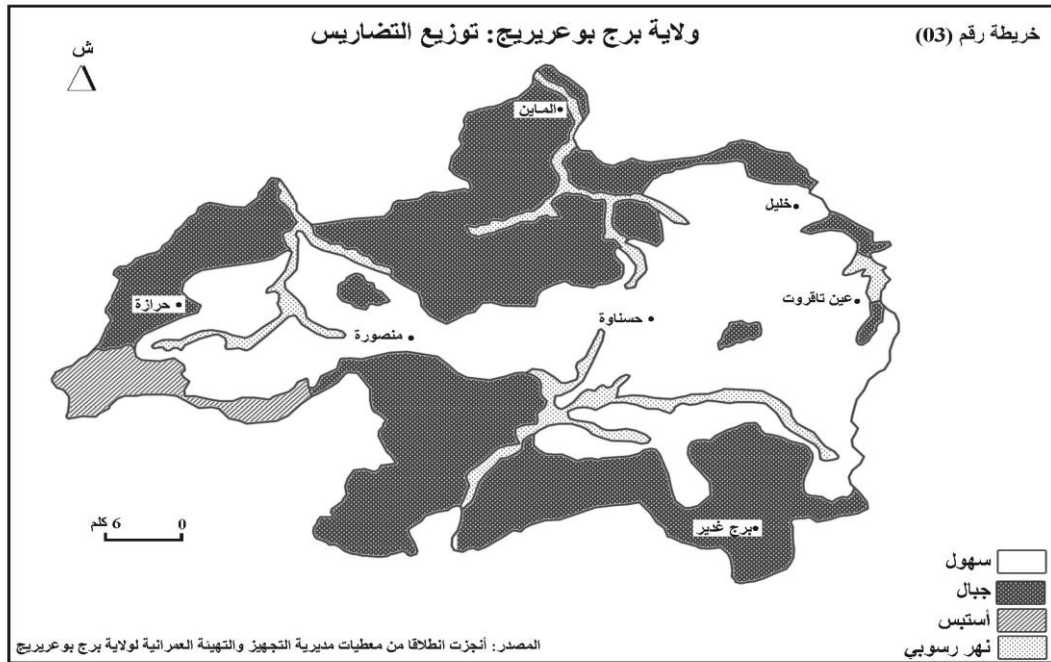 خريطة رقم (03)
ولاية برج بوعريريج: توزيع التضاريس
ش
الماين
خليل
حرازة
عين تاقروت
حسناوة
منصورة
برج غدير
0 6 كلم
سهول
جبال
أستبس
نهر رسوبي
المصدر: أنجزت انطلاقا من معطيات مديرية التجهيز والتهيئة العمرانية لولاية برج بوعريريج